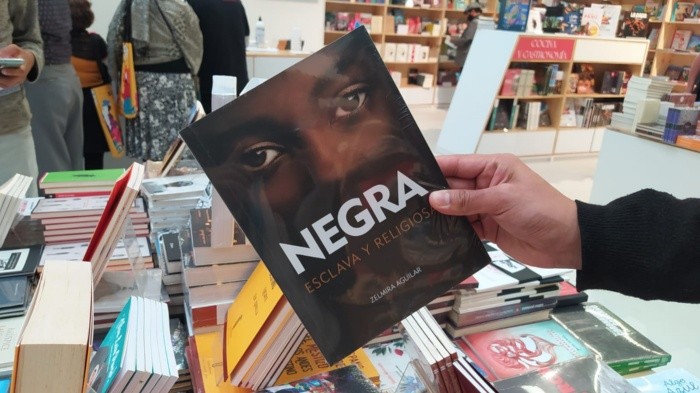 COCINA
Y GASTRONOMÍA
NEGRA
ESCLAVA Y RELIGIOSA
ZELMIRA AGUILAR